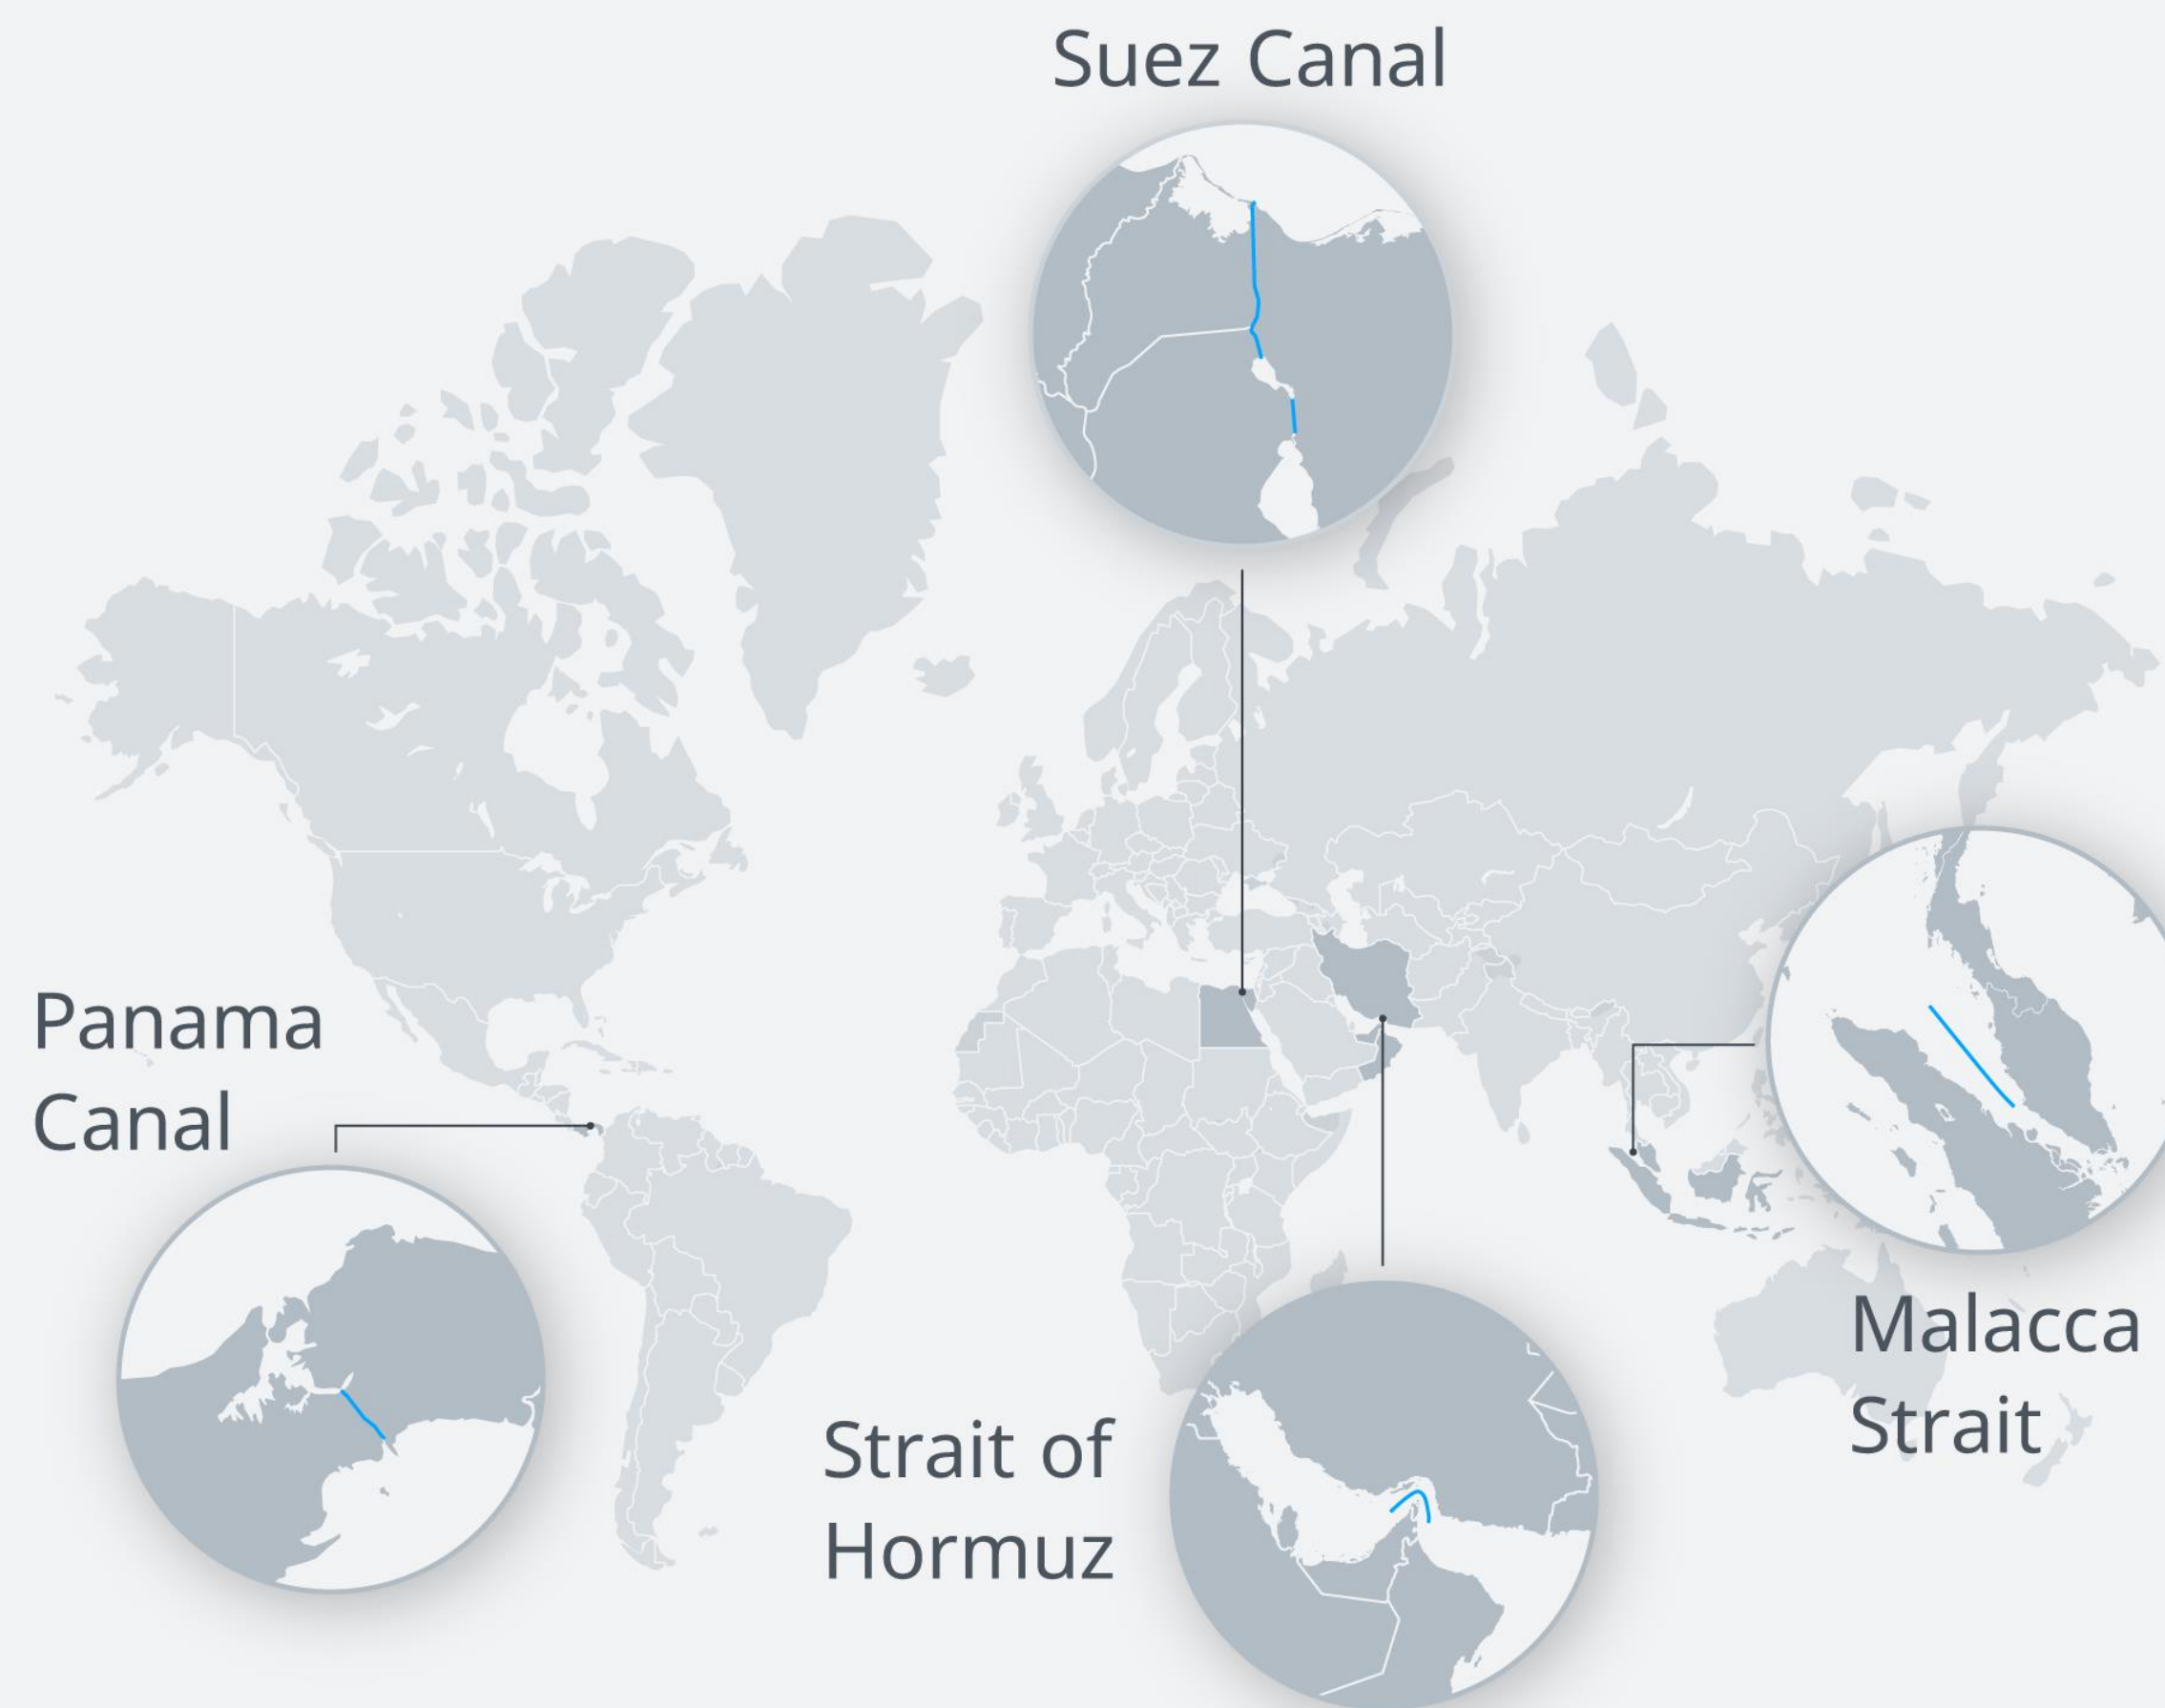 Suez Canal
Panama
Canal
Malacca
Strait
Strait of
Hormuz